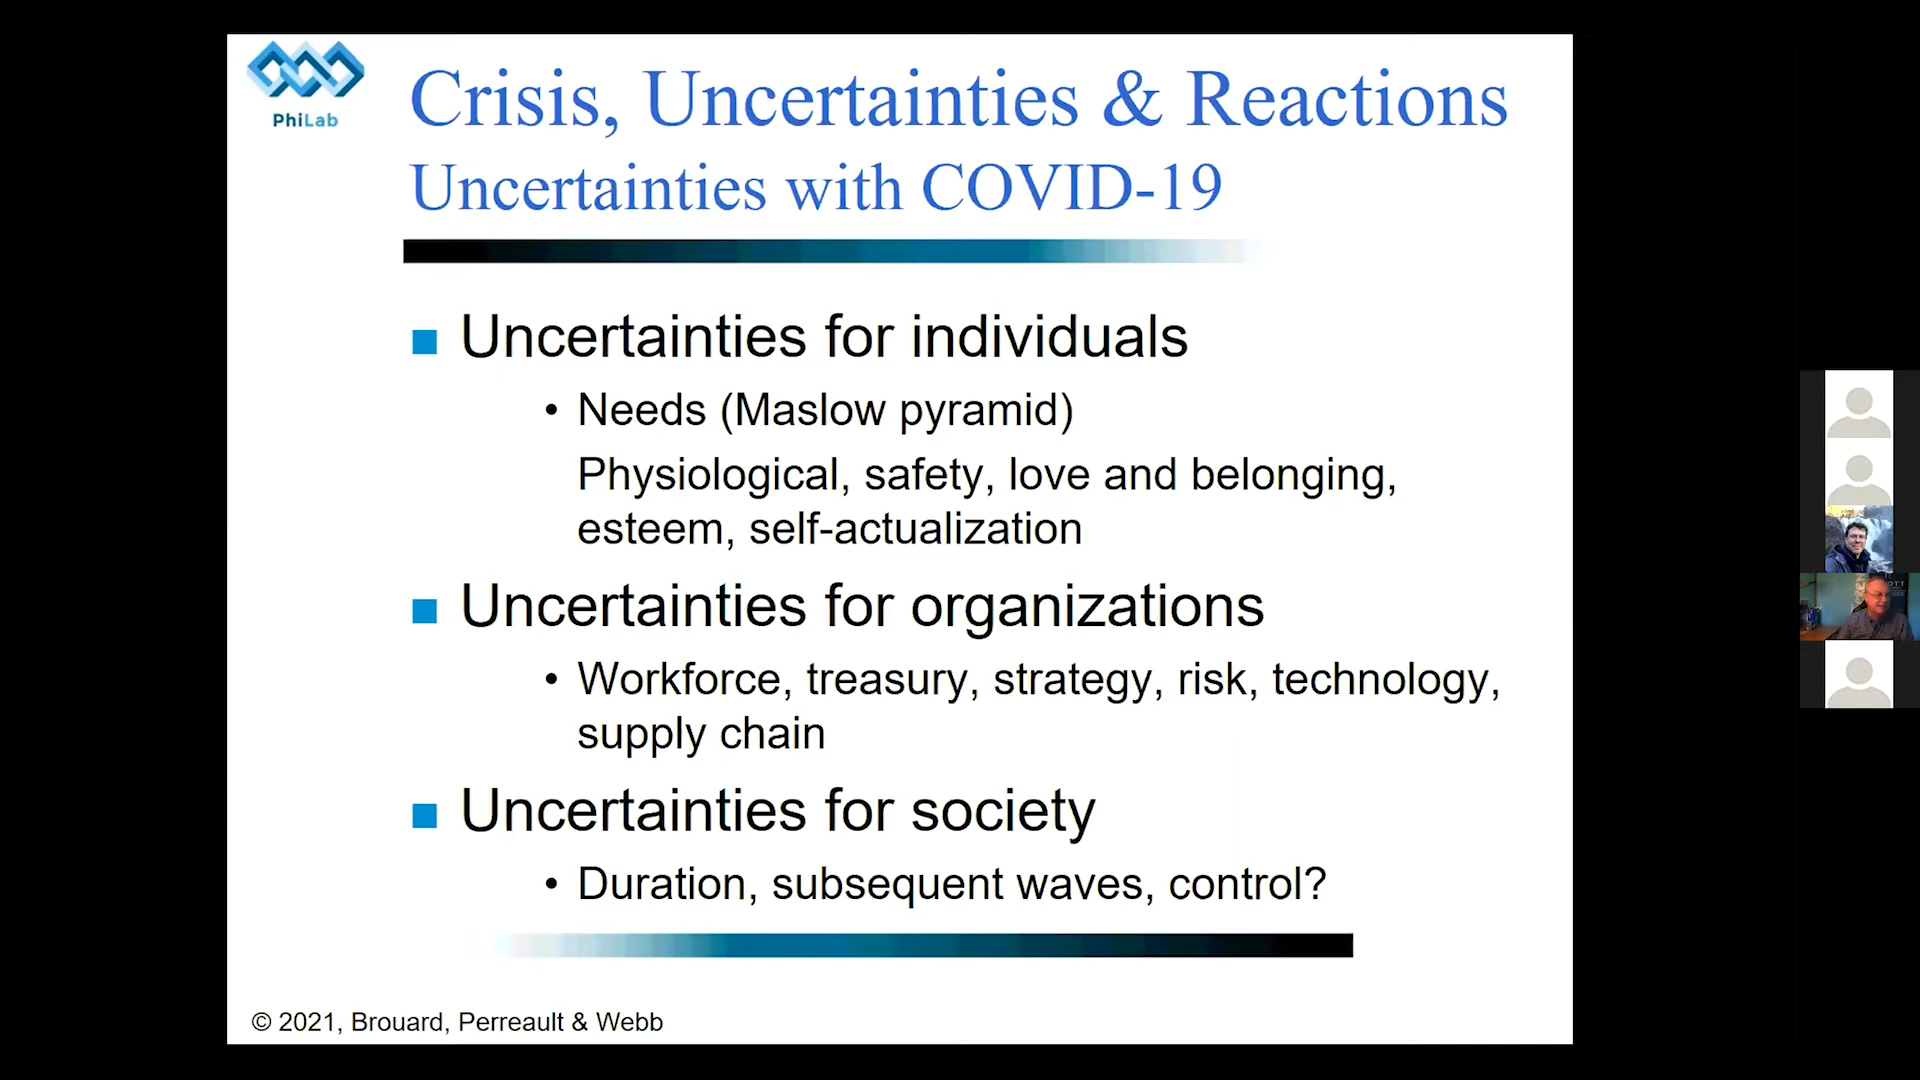 PhiLab
Crisis, Uncertainties & Reactions
Uncertainties with COVID-19
Uncertainties for individuals
• Needs (Maslow pyramid)
Physiological, safety, love and belonging,
esteem, self-actualization
Uncertainties for organizations
• Workforce, treasury, strategy, risk, technology,
supply chain
Uncertainties for society
• Duration, subsequent waves, control?
© 2021, Brouard, Perreault & Webb